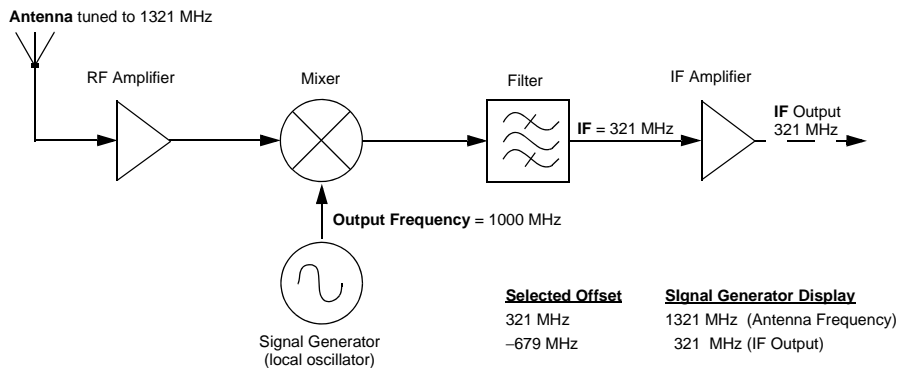 Antenna tuned to 1321 MHz
RF Amplifier
Mixer
Filter
IF Amplifier
IF = 321 MHz
IF Output
321 MHz
Output Frequency = 1000 MHz
Signal Generator
(local oscillator)
Selected Offset SIgnal Generator Display
321 MHz 1321 MHz (Antenna Frequency)
–679 MHz 321 MHz (IF Output)